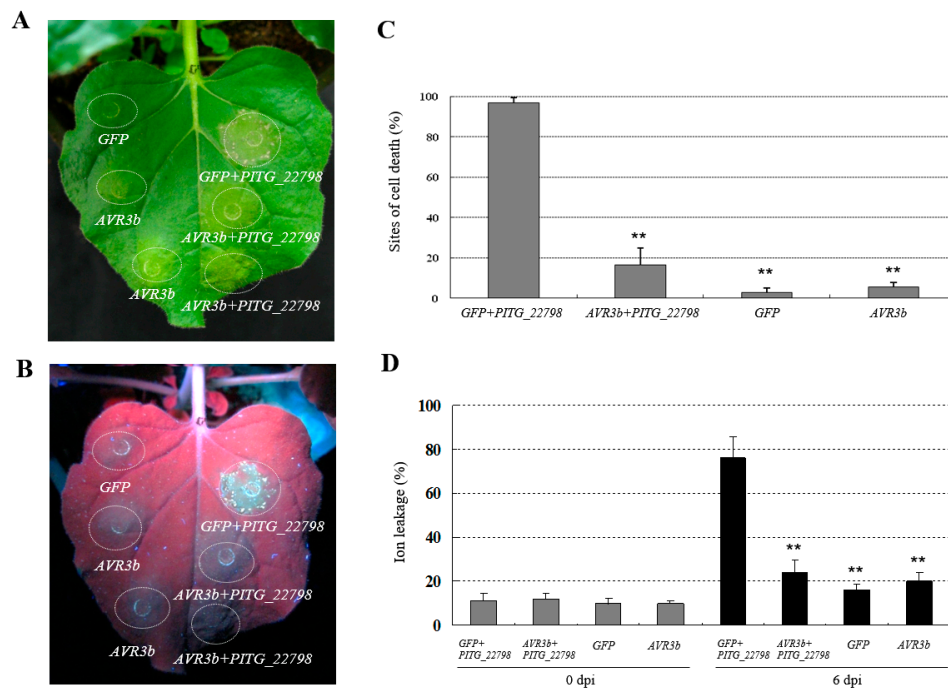 A
GFP
GFP+PITG_22798
AVR3b
AVR3b+PITG_22798
AVR3b
AVR3b+PITG_22798
B
GFP
GFP+PITG_22798
AVR3b
AVR3b+PITG_22798
AVR3b
AVR3b+PITG_22798
C
Sites of cell death (%)
100
80
60
40
20
0
**
**
**
GFP+PITG_22798
AVR3b+PITG_22798
GFP
AVR3b
D
Ion leakage (%)
100
80
60
40
20
0
**
**
**
GFP+
PITG_22798
AVR3b+
PITG_22798
GFP
AVR3b
GFP+
PITG_22798
AVR3b+
PITG_22798
GFP
AVR3b
0 dpi
6 dpi